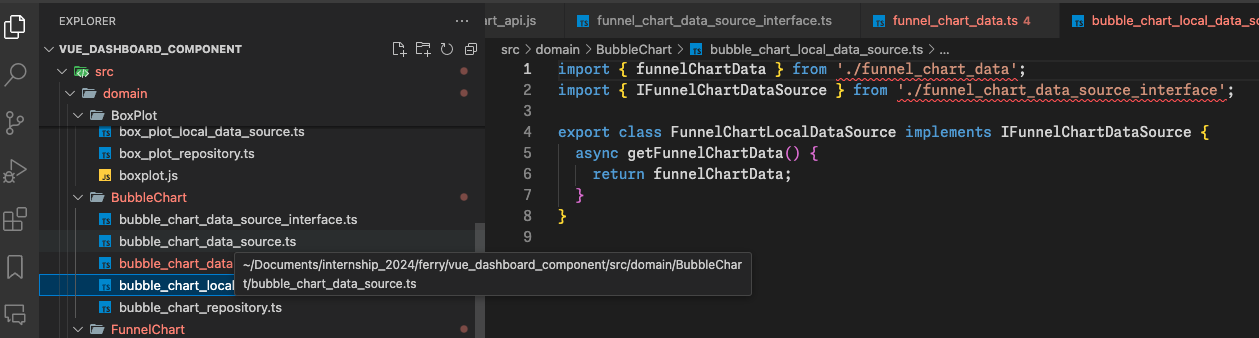 EXPLORER
VUE_DASHBOARD_COMPONENT
src
domain
BoxPlot
box_plot_local_data_source.ts
box_plot_repository.ts
boxplot.js
BubbleChart
bubble_chart_data_source_interface.ts
bubble_chart_data_source.ts
bubble_chart_data
bubble_chart_local
bubble_chart_repository.ts
FunnelChart
~/Documents/internship_2024/ferry/vue_dashboard_component/src/domain/BubbleChar
t/bubble_chart_data_source.ts
art_api.js funnel_chart_data_source_interface.ts funnel_chart_data.ts 4 bubble_chart_local_data_so
src > domain > BubbleChart > bubble_chart_local_data_source.ts > ...
1 import { funnelChartData } from './funnel_chart_data';
2 import { IFunnelChartDataSource } from './funnel_chart_data_source_interface';
3
4 export class FunnelChartLocalDataSource implements IFunnelChartDataSource {
5 async getFunnelChartData() {
6 return funnelChartData;
7 }
8 }
9